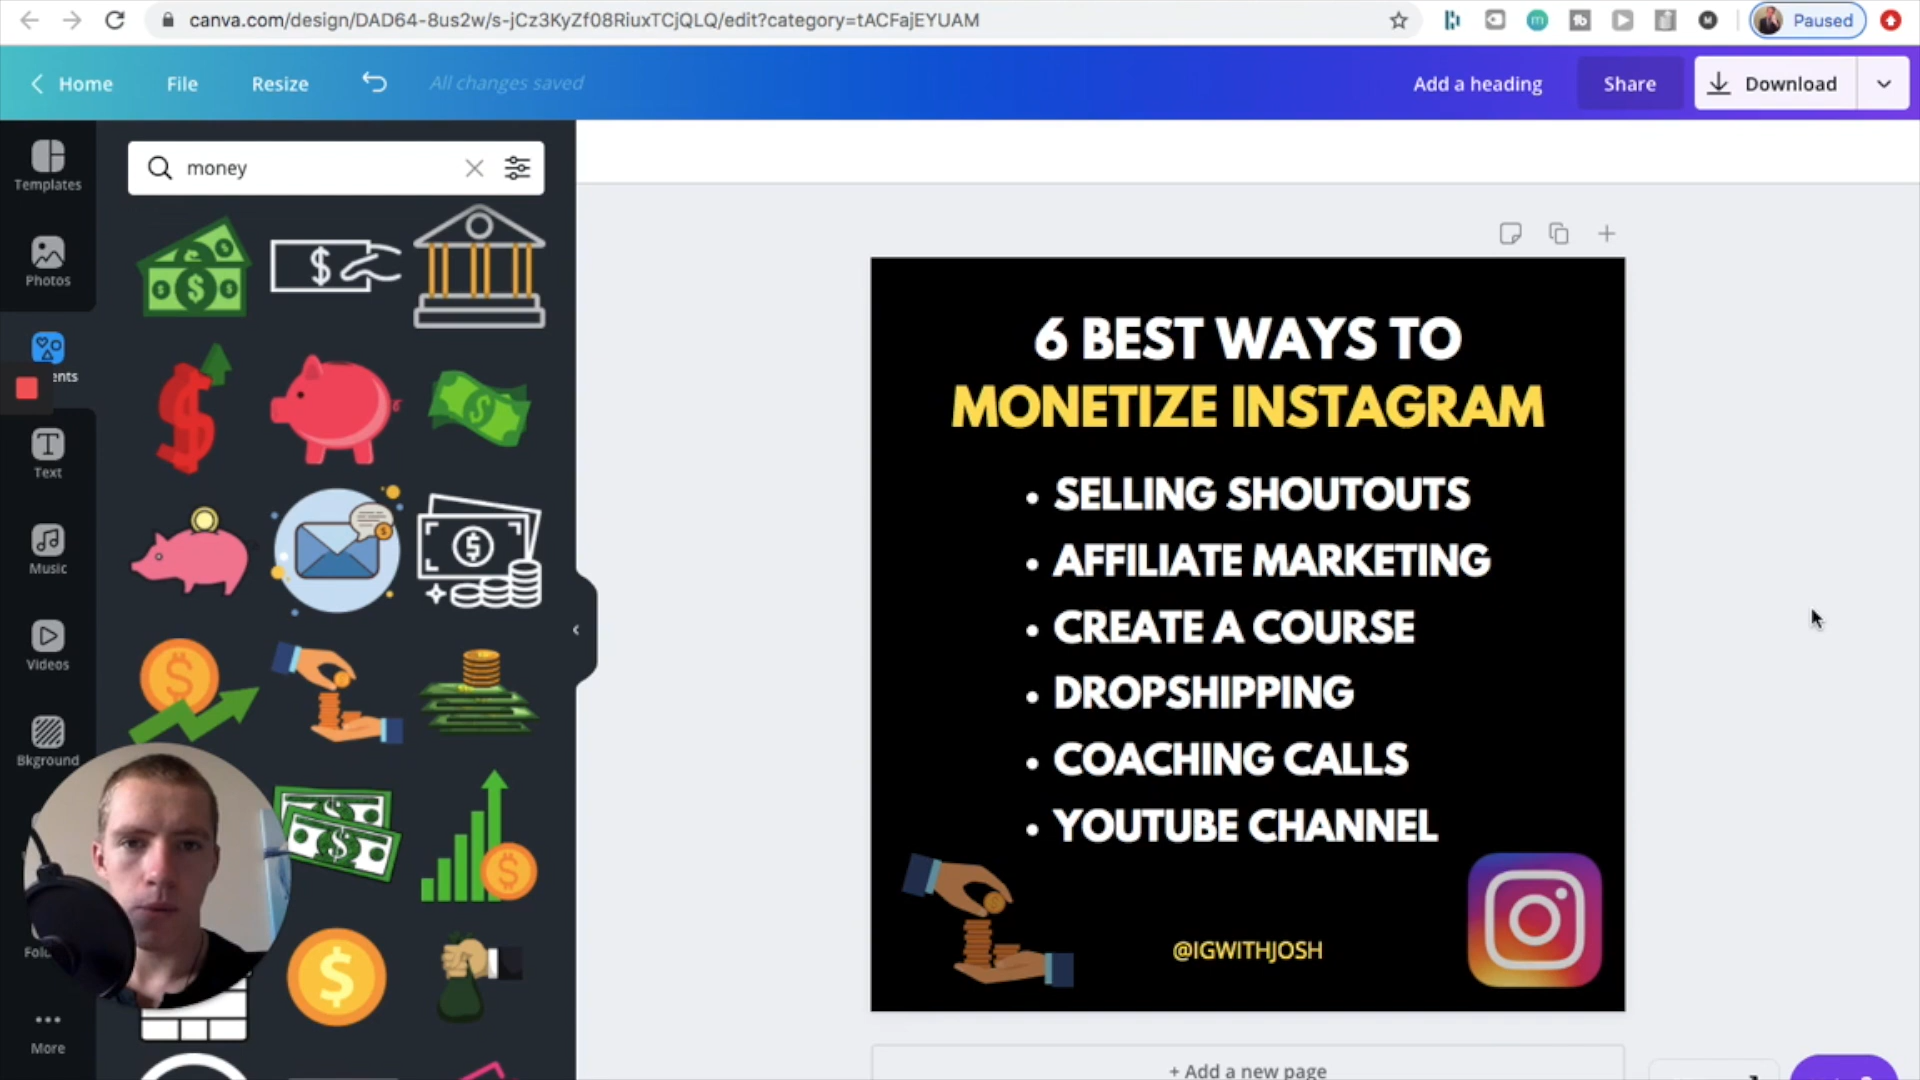 canva.com/design/DAD64-8us2w/s-jCz3KyZf08RiuxTCjQLQ/edit?category=tACFajEYUAM
Paused
Home
File
Resize
All changes saved
Add a heading
Share
Download
Templates
Photos
ents
Text
Music
Videos
Bkground
More
money
6 BEST WAYS TO
MONETIZE INSTAGRAM
• SELLING SHOUTOUTS
• AFFILIATE MARKETING
• CREATE A COURSE
• DROPSHIPPING
• COACHING CALLS
• YOUTUBE CHANNEL
@IGWITHJOSH
+ Add a new page